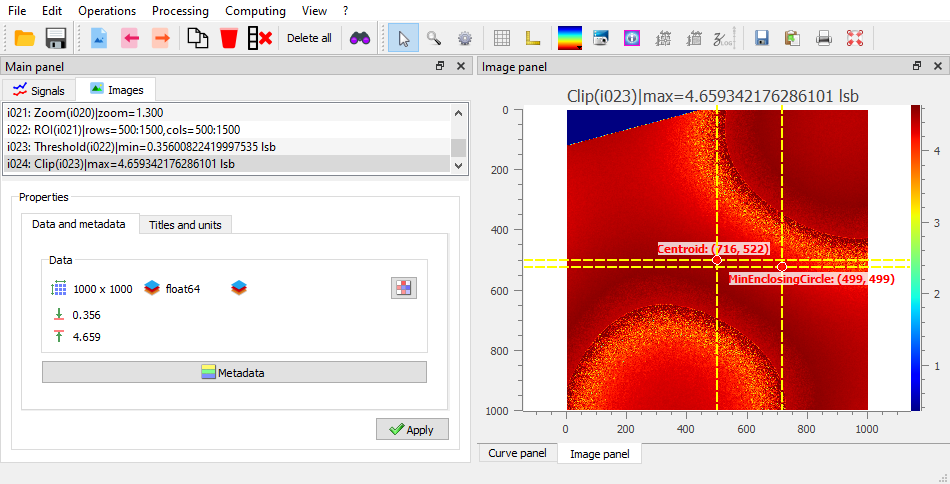 File Edit Operations Processing Computing View ?
Delete all
Main panel
Image panel
Signals Images
i021: Zoom(i020)|zoom=1.300
i022: ROI(i021)|rows=500:1500,cols=500:1500
i023: Threshold(i022)|min=0.35600822419997535 lsb
i024: Clip(i023)|max=4.659342176286101 lsb
Properties
Data and metadata Titles and units
Data
1000 x 1000 float64
0.356
4.659
Metadata
Apply
Clip(i023)|max=4.659342176286101 lsb
0
200
400
600
800
1000
0 200 400 600 800 1000
Centroid: (716, 522)
MinEnclosingCircle: (499, 499)
4
3
2
1
Curve panel Image panel